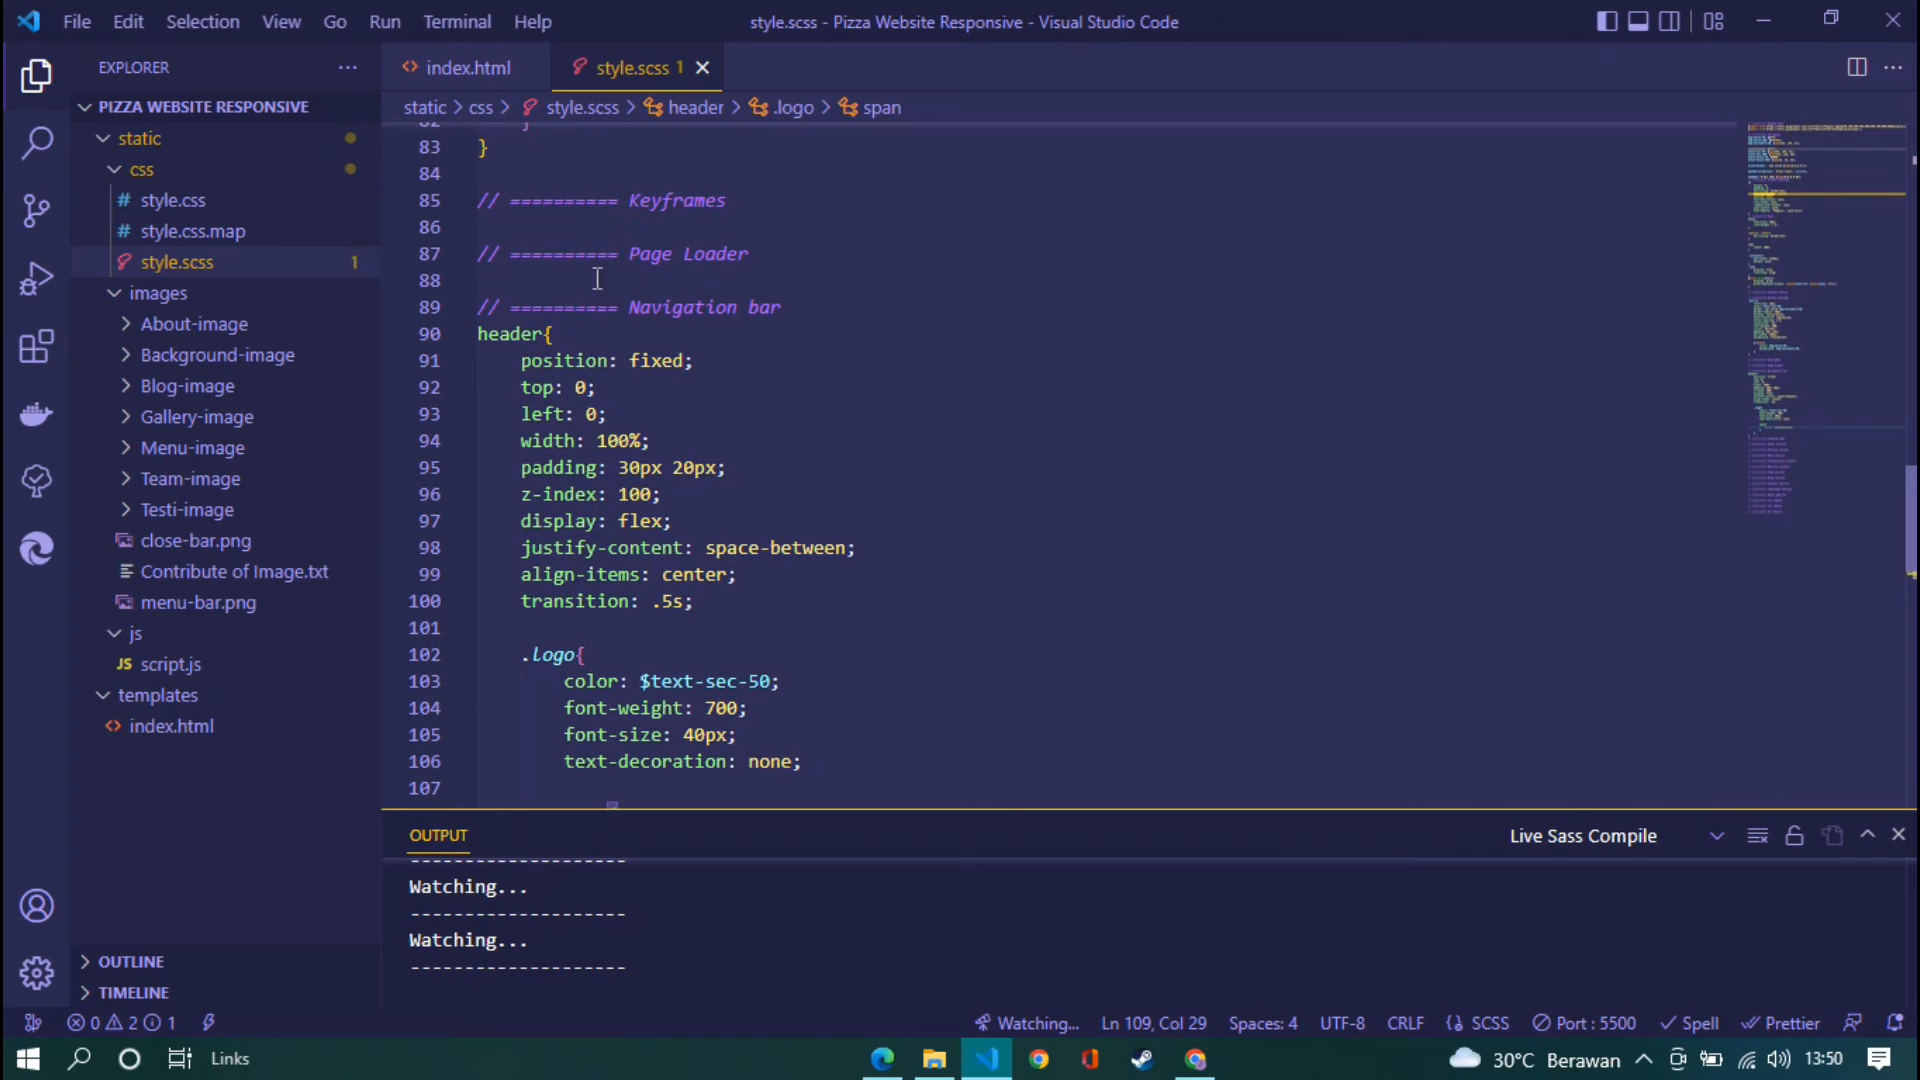 File Edit Selection View Go Run Terminal Help
style.scss - Pizza Website Responsive - Visual Studio Code
EXPLORER
PIZZA WEBSITE RESPONSIVE
static
css
# style.css
# style.css.map
style.scss 1
images
About-image
Background-image
Blog-image
Gallery-image
Menu-image
Team-image
Testi-image
close-bar.png
Contribute of Image.txt
menu-bar.png
js
JS script.js
templates
<> index.html
OUTLINE
TIMELINE
<> index.html
style.scss 1
static > css > style.scss > header > .logo > span
83 }
84
85 // ========== Keyframes
86
87 // ========== Page Loader
88
89 // ========== Navigation bar
90 header{
91 position: fixed;
92 top: 0;
93 left: 0;
94 width: 100%;
95 padding: 30px 20px;
96 z-index: 100;
97 display: flex;
98 justify-content: space-between;
99 align-items: center;
100 transition: .5s;
101
102 .logo{
103 color: $text-sec-50;
104 font-weight: 700;
105 font-size: 40px;
106 text-decoration: none;
107
OUTPUT
Live Sass Compile
--------------------
Watching...
--------------------
Watching...
--------------------
0 2 1
Watching... Ln 109, Col 29 Spaces: 4 UTF-8 CRLF {} SCSS Port : 5500 Spell Prettier
Links
30°C Berawan 13:50